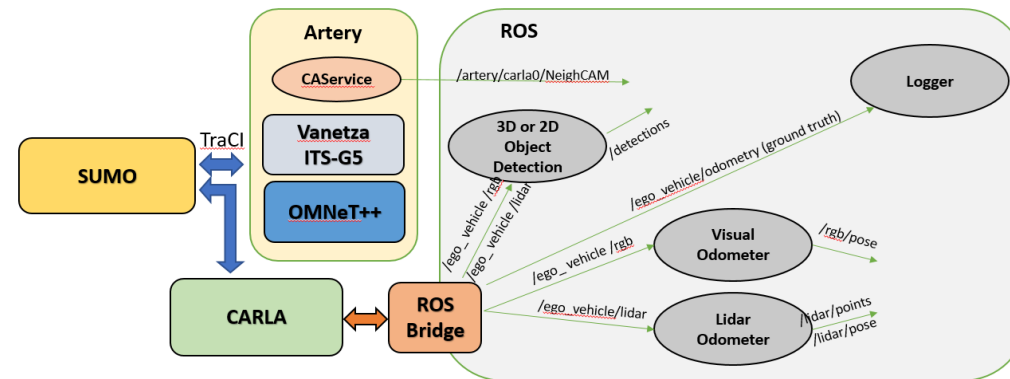 Artery
ROS
CAService
/artery/carla0/NeighCAM
Logger
Vanetza
ITS-G5
3D or 2D
Object
Detection
/detections
TraCI
SUMO
OMNeT++
/ego_vehicle/odometry (ground truth)
/ego_vehicle /rgb
/ego_vehicle /lidar
Visual
Odometer
/rgb/pose
/ego_vehicle /rgb
CARLA
ROS
Bridge
/ego_vehicle/lidar
Lidar
Odometer
/lidar/points
/lidar/pose